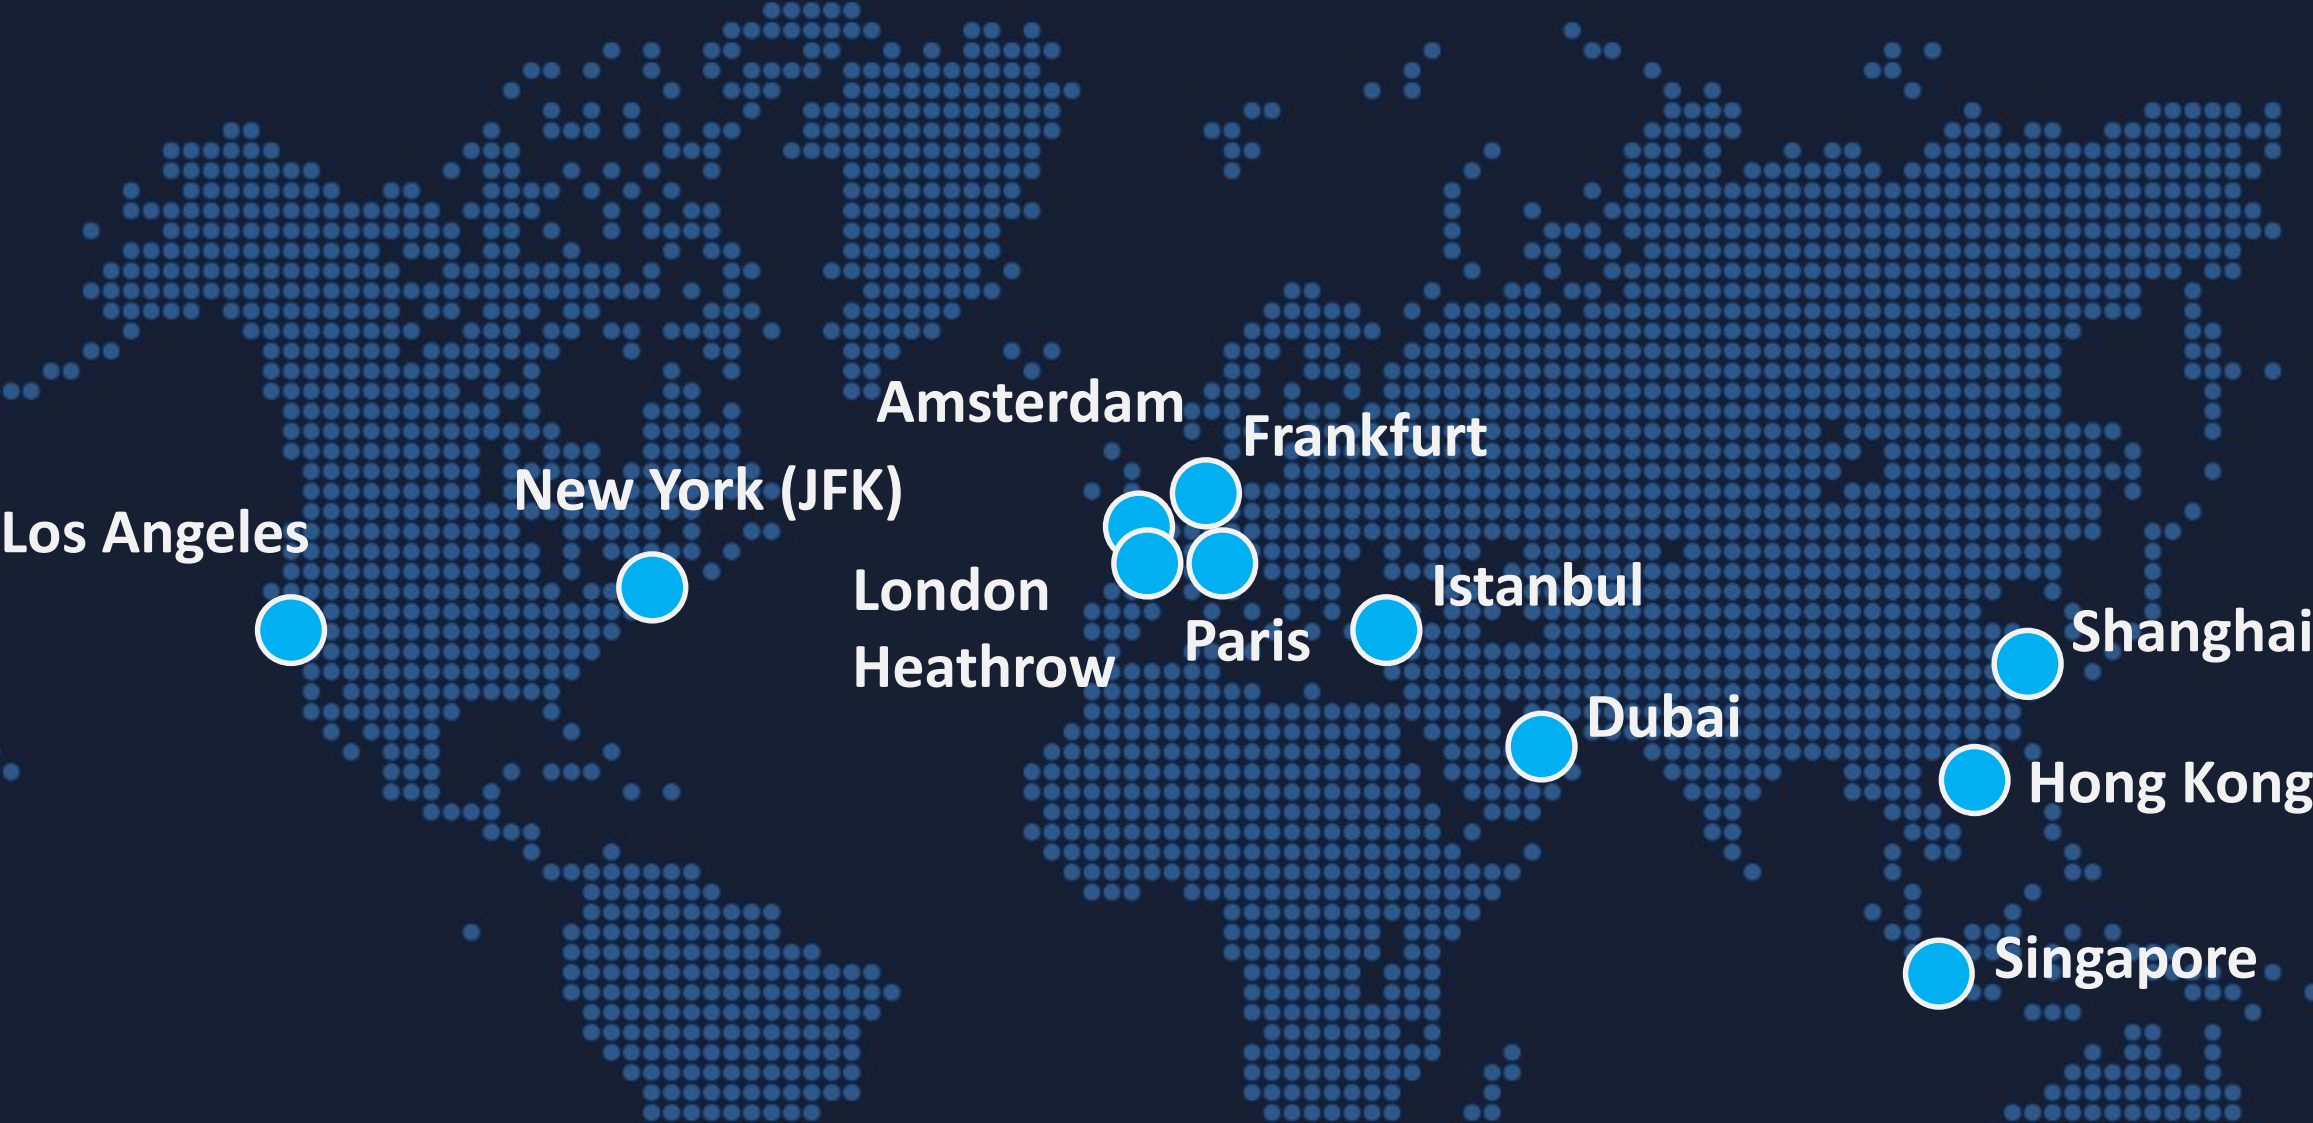 Amsterdam
Frankfurt
New York (JFK)
Los Angeles
London
Heathrow
Paris
Istanbul
Shanghai
Dubai
Hong Kong
Singapore